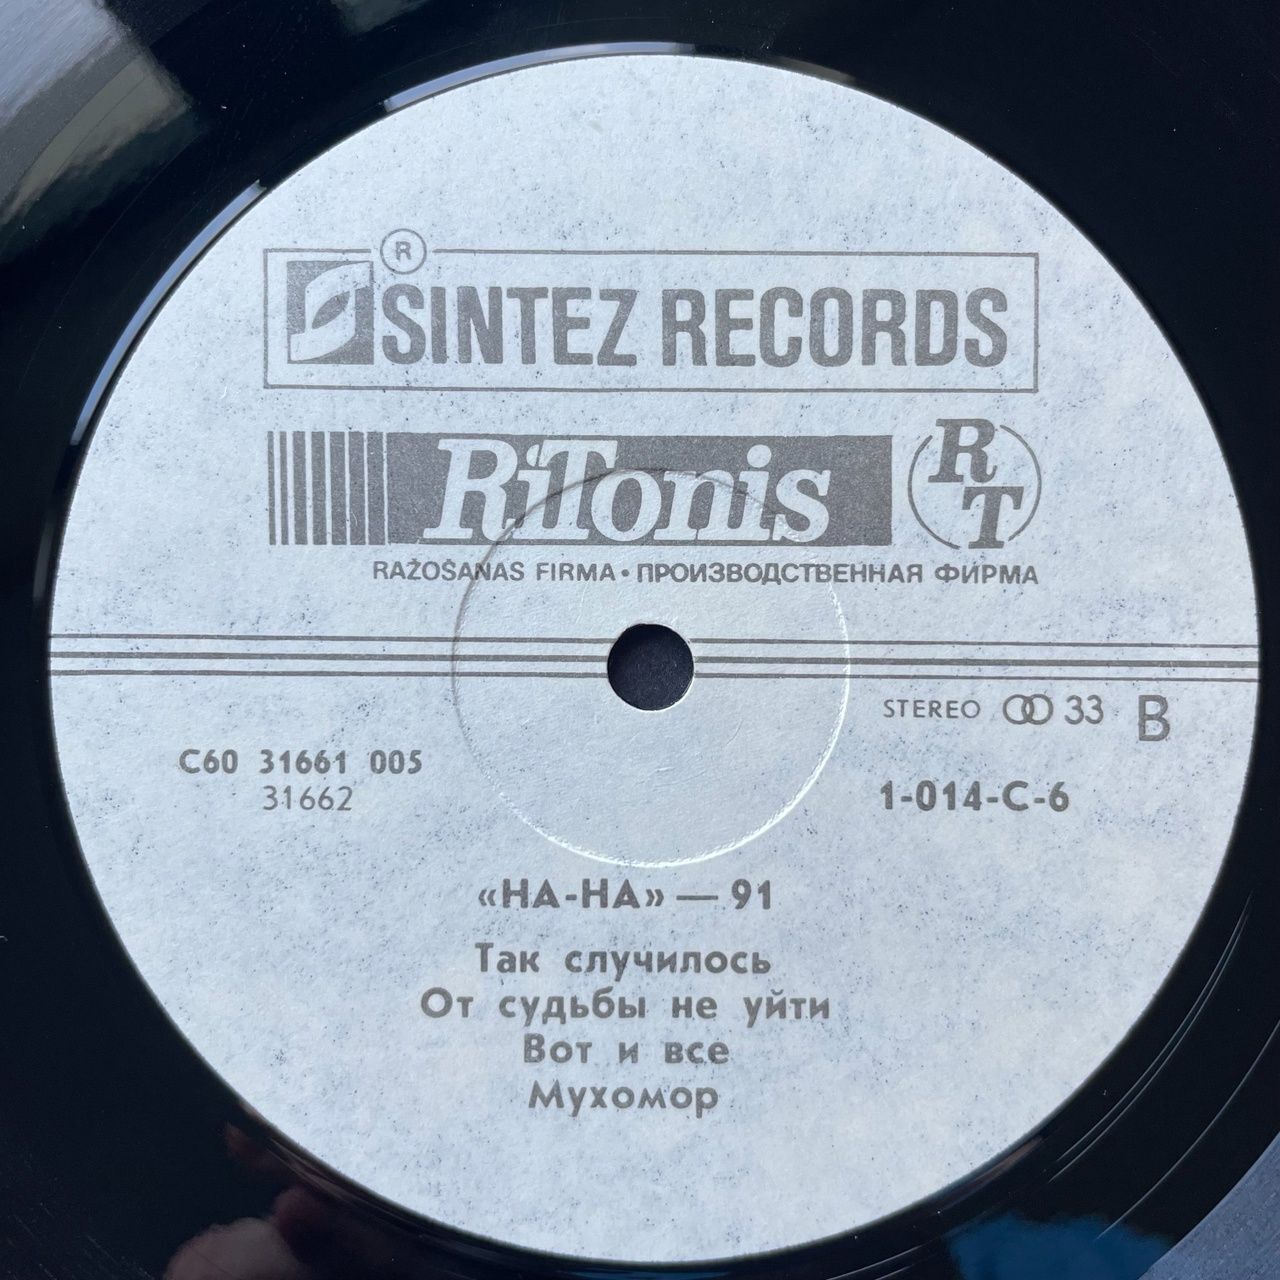 ®
SINTEZ RECORDS
RiTonis RT
RAŽOŠANAS FIRMA • ПРОИЗВОДСТВЕННАЯ ФИРМА
STEREO 33 B
С60 31661 005
31662
1-014-С-6
«НА-НА» — 91
Так случилось
От судьбы не уйти
Вот и все
Мухомор